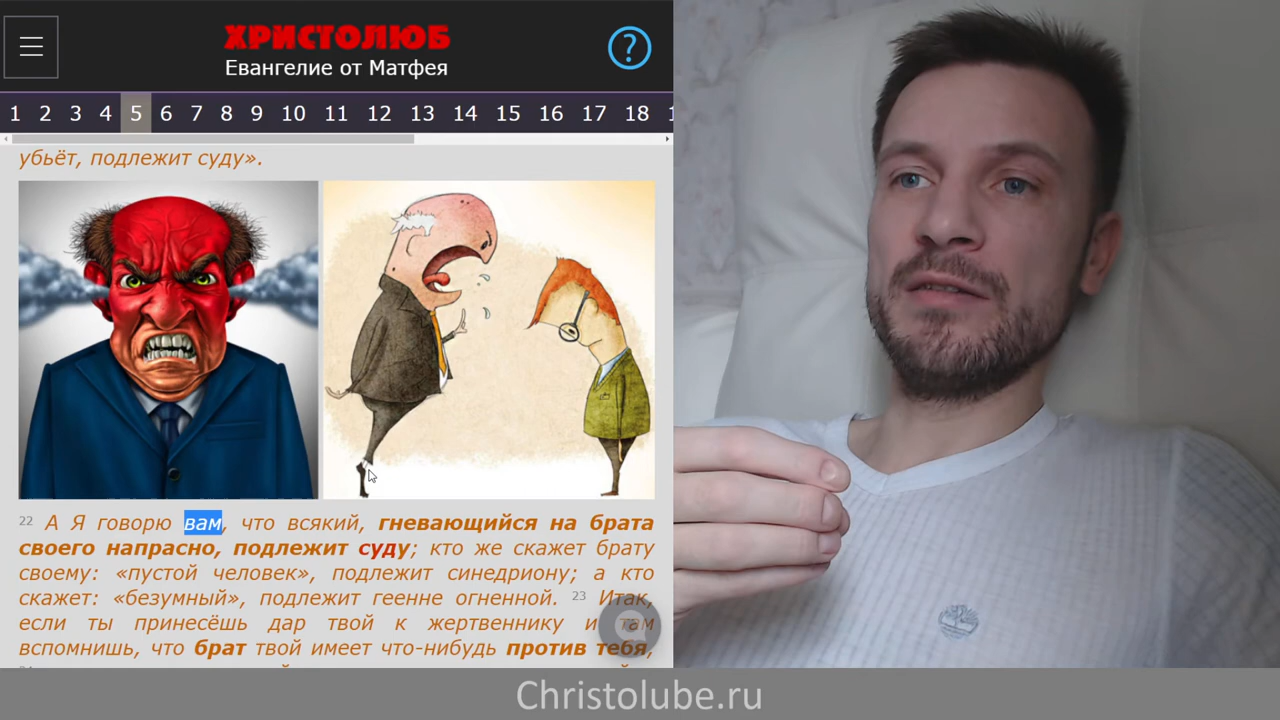 ХРИСТОЛЮБ
Евангелие от Матфея
?
1 2 3 4 5 6 7 8 9 10 11 12 13 14 15 16 17 18
убьёт, подлежит суду».
22 А Я говорю вам, что всякий, гневающийся на брата
своего напрасно, подлежит суду; кто же скажет брату
своему: «пустой человек», подлежит синедриону; а кто
скажет: «безумный», подлежит геенне огненной. 23 Итак,
если ты принесёшь дар твой к жертвеннику и там
вспомнишь, что брат твой имеет что-нибудь против тебя,
Christolube.ru